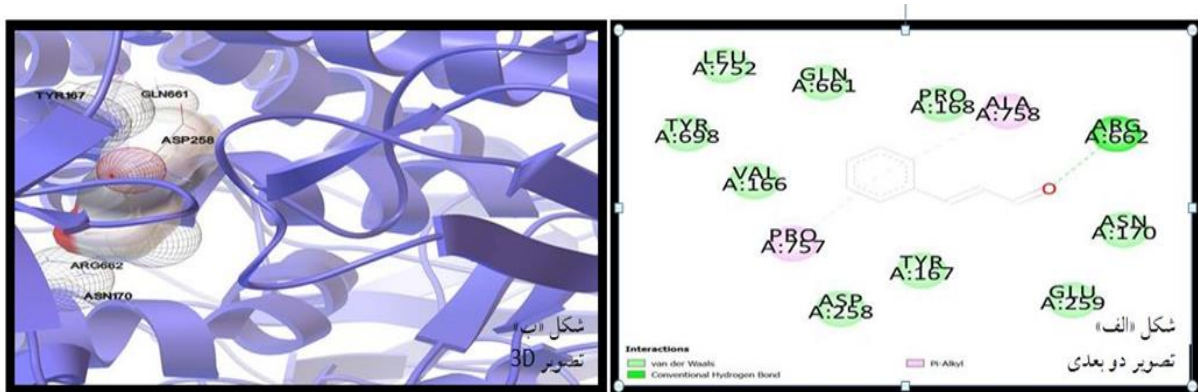 TYR167
GLN661
ASP258
ARG662
ASN170
شکل «ب»
تصویر 3D
LEU
A:752
GLN
A:661
PRO
A:168
ALA
A:758
ARG
A:662
TYR
A:698
VAL
A:166
PRO
A:757
TYR
A:167
ASN
A:170
ASP
A:258
GLU
A:259
O
شکل «الف»
تصویر دو بعدی
Interactions
van der Waals
Conventional Hydrogen Bond
Pi-Alkyl